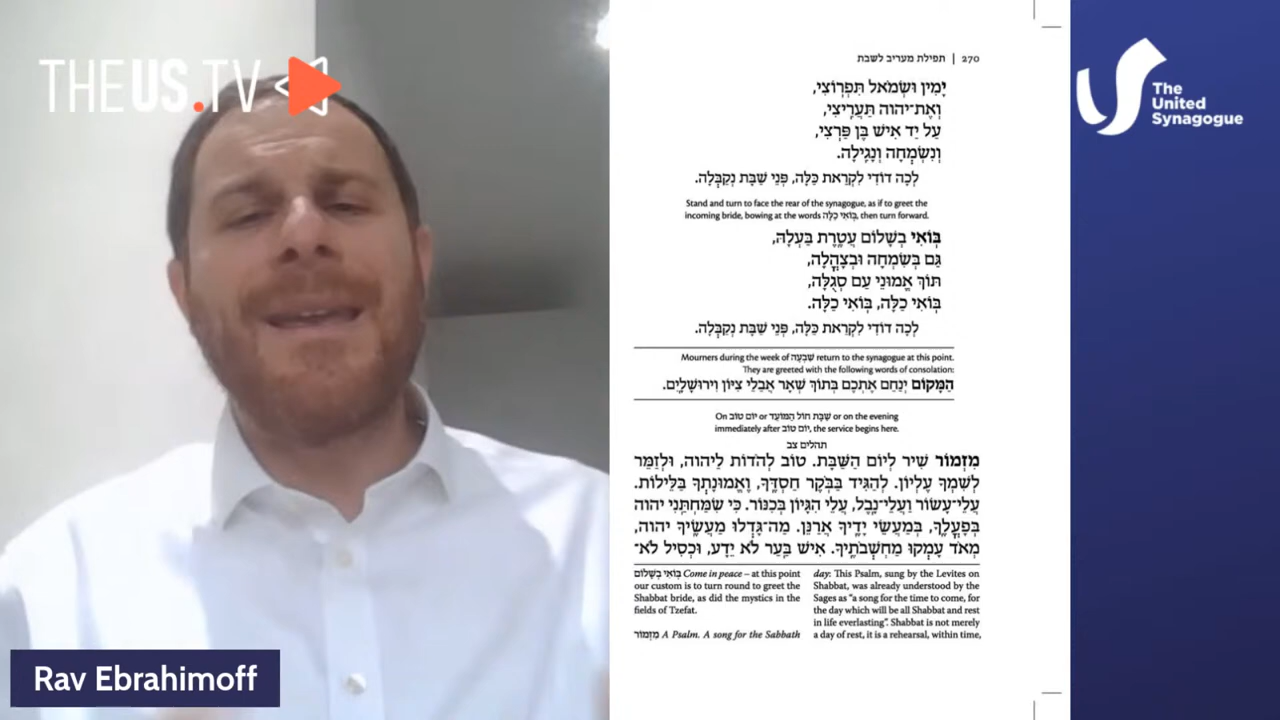 THEUS.TV
270 | תפילת מעריב לשבת
יָמִין וּשְׂמֹאל תִּפְרֽוֹצִי,
וְאֶת־יהוה תַּעֲרִֽיצִי,
עַל יַד אִישׁ בֶּן פַּרְצִי,
וְנִשְׂמְחָה וְנָגִֽילָה.
לְכָה דוֹדִי לִקְרַאת כַּלָּה, פְּנֵי שַׁבָּת נְקַבְּלָה.
Stand and turn to face the rear of the synagogue, as if to greet the
incoming bride, bowing at the words בּוֹאִי כַלָּה, then turn forward.
בּֽוֹאִי בְשָׁלוֹם עֲטֶֽרֶת בַּעְלָהּ,
גַּם בְּשִׂמְחָה וּבְצׇהֳלָה,
תּוֹךְ אֱמוּנֵי עַם סְגֻלָּה,
בּֽוֹאִי כַלָּה, בּֽוֹאִי כַלָּה.
לְכָה דוֹדִי לִקְרַאת כַּלָּה, פְּנֵי שַׁבָּת נְקַבְּלָה.
Mourners during the week of שִׁבְעָה return to the synagogue at this point.
They are greeted with the following words of consolation:
הַמָּקוֹם יְנַחֵם אֶתְכֶם בְּתוֹךְ שְׁאָר אֲבֵלֵי צִיּוֹן וִירוּשָׁלָֽיִם.
On יוֹם טוֹב or שַׁבָּת חוֹל הַמּוֹעֵד or on the evening
immediately after יוֹם טוֹב, the service begins here.
תהלים צב
מִזְמוֹר שִׁיר לְיוֹם הַשַּׁבָּת. טוֹב לְהֹדוֹת לַיהוה, וּלְזַמֵּר
לְשִׁמְךָ עֶלְיוֹן. לְהַגִּיד בַּבֹּֽקֶר חַסְדֶּֽךָ, וֶאֱמוּנָתְךָ בַּלֵּילוֹת.
עֲלֵי־עָשׂוֹר וַעֲלֵי־נָֽבֶל, עֲלֵי הִגָּיוֹן בְּכִנּוֹר. כִּי שִׂמַּחְתַּֽנִי יהוה
בְּפׇעֳלֶֽךָ, בְּמַעֲשֵׂי יָדֶֽיךָ אֲרַנֵּן. מַה־גָּדְלוּ מַעֲשֶֽׂיךָ יהוה,
מְאֹד עָמְקוּ מַחְשְׁבֹתֶֽיךָ. אִישׁ בַּֽעַר לֹא יֵדָע, וּכְסִיל לֹא־
בּוֹאִי בְשָׁלוֹם Come in peace – at this point
our custom is to turn round to greet the
Shabbat bride, as did the mystics in the
fields of Tzefat.
מִזְמוֹר A Psalm. A song for the Sabbath
day: This Psalm, sung by the Levites on
Shabbat, was already understood by the
Sages as "a song for the time to come, for
the day which will be all Shabbat and rest
in life everlasting". Shabbat is not merely
a day of rest, it is a rehearsal, within time,
The
United
Synagogue
Rav Ebrahimoff